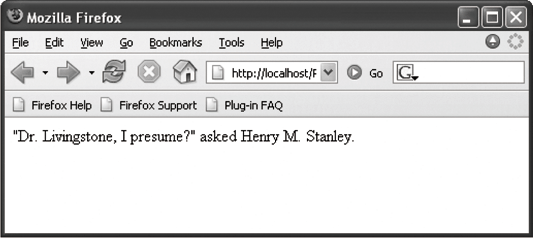 Mozilla Firefox
File Edit View Go Bookmarks Tools Help
http://localhost/F Go G
Firefox Help Firefox Support Plug-in FAQ
"Dr. Livingstone, I presume?" asked Henry M. Stanley.